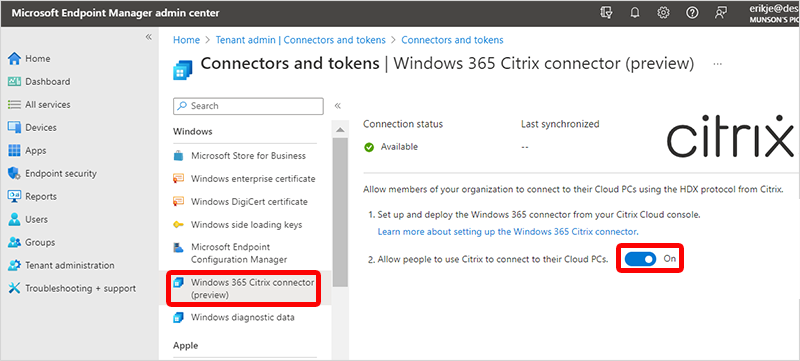 Microsoft Endpoint Manager admin center
erikje@des
MUNSON'S PIC
Home > Tenant admin | Connectors and tokens > Connectors and tokens
Connectors and tokens | Windows 365 Citrix connector (preview) ...
Home
Dashboard
All services
Devices
Apps
Endpoint security
Reports
Users
Groups
Tenant administration
Troubleshooting + support
Search
Windows
Microsoft Store for Business
Windows enterprise certificate
Windows DigiCert certificate
Windows side loading keys
Microsoft Endpoint
Configuration Manager
Windows 365 Citrix connector
(preview)
Windows diagnostic data
Apple
Connection status
Available
Last synchronized
--
citrix
Allow members of your organization to connect to their Cloud PCs using the HDX protocol from Citrix.
1. Set up and deploy the Windows 365 connector from your Citrix Cloud console.
Learn more about setting up the Windows 365 Citrix connector.
2. Allow people to use Citrix to connect to their Cloud PCs. On